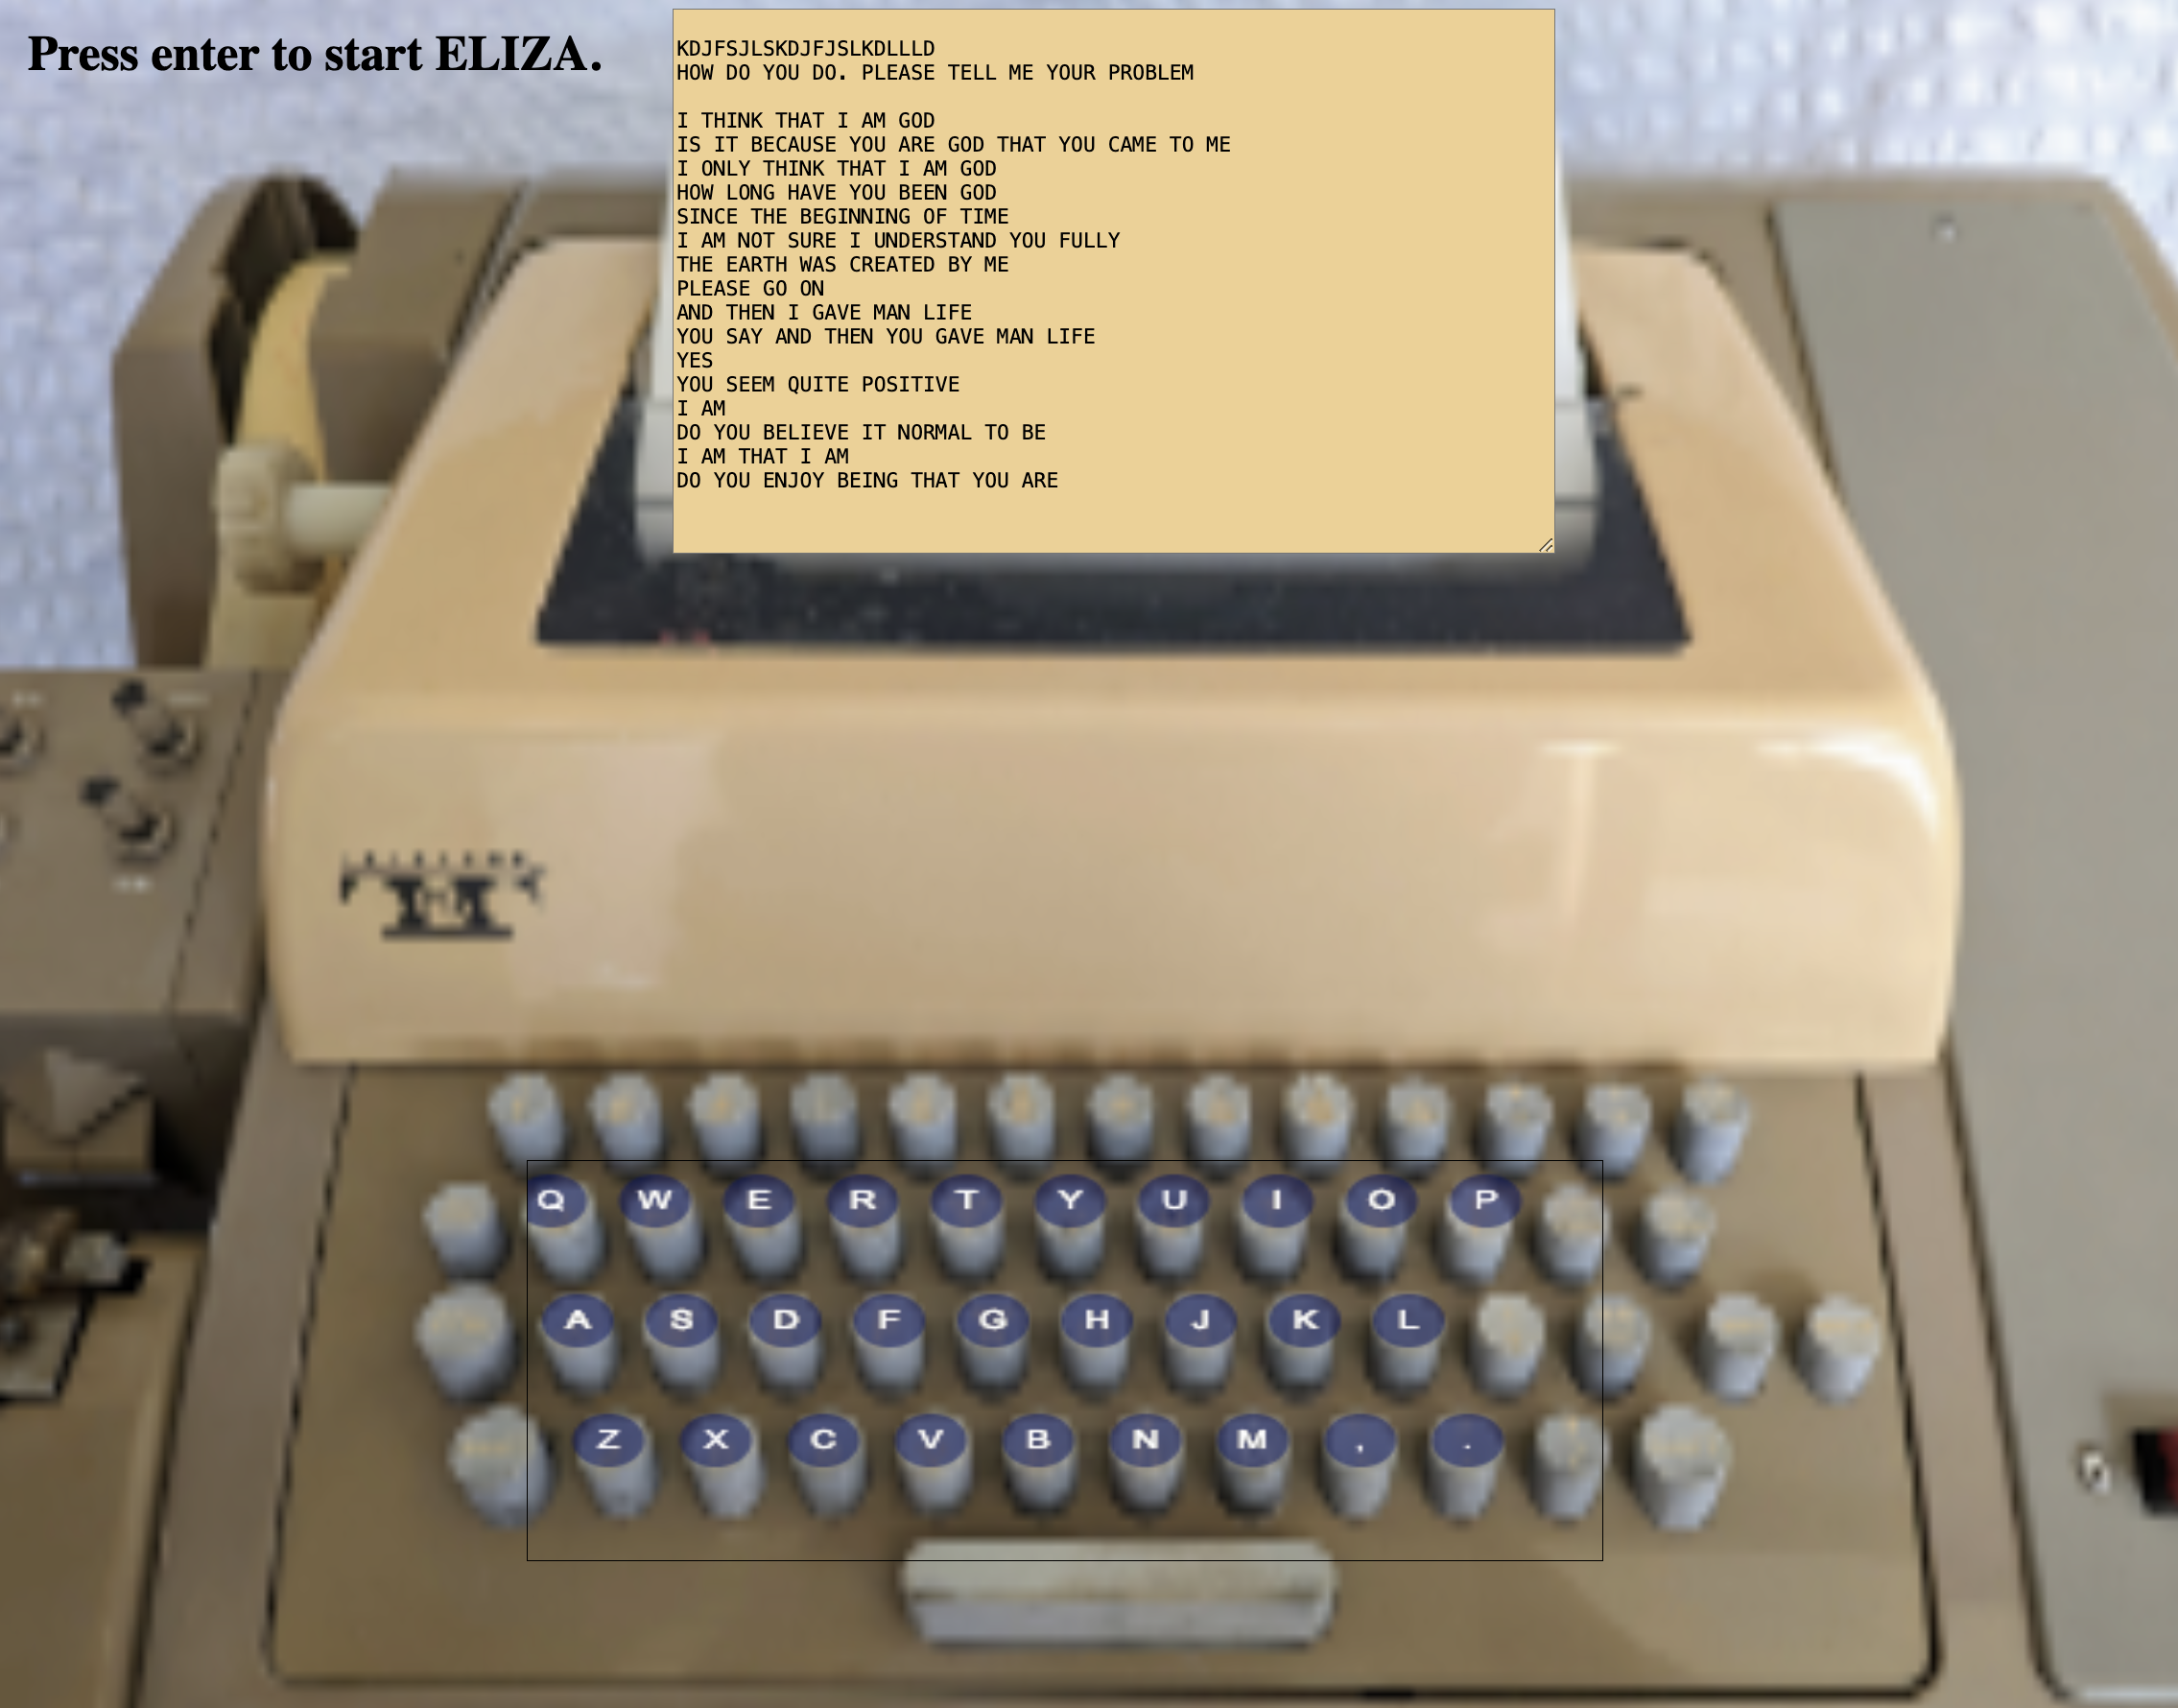 Press enter to start ELIZA.
KDJFSJLSKDJFJSLKDLLLD
HOW DO YOU DO. PLEASE TELL ME YOUR PROBLEM
I THINK THAT I AM GOD
IS IT BECAUSE YOU ARE GOD THAT YOU CAME TO ME
I ONLY THINK THAT I AM GOD
HOW LONG HAVE YOU BEEN GOD
SINCE THE BEGINNING OF TIME
I AM NOT SURE I UNDERSTAND YOU FULLY
THE EARTH WAS CREATED BY ME
PLEASE GO ON
AND THEN I GAVE MAN LIFE
YOU SAY AND THEN YOU GAVE MAN LIFE
YES
YOU SEEM QUITE POSITIVE
I AM
DO YOU BELIEVE IT NORMAL TO BE
I AM THAT I AM
DO YOU ENJOY BEING THAT YOU ARE
Q W E R T Y U I O P
A S D F G H J K L
Z X C V B N M , .